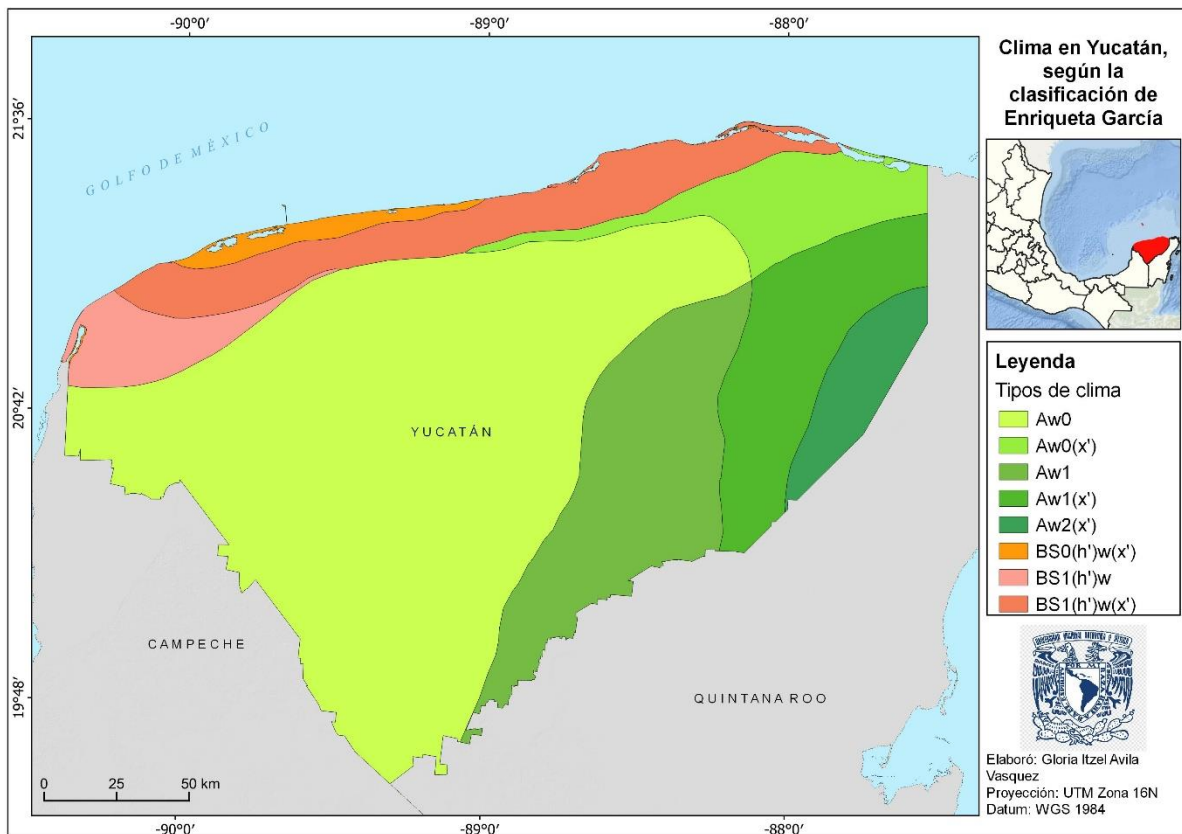 -90°0'
-89°0'
-88°0'
21°36'
20°42'
19°48'
GOLFO DE MÉXICO
YUCATÁN
CAMPECHE
QUINTANA ROO
0 25 50 km
-90°0'
-89°0'
-88°0'
Clima en Yucatán,
según la
clasificación de
Enriqueta García
Leyenda
Tipos de clima
Aw0
Aw0(x')
Aw1
Aw1(x')
Aw2(x')
BS0(h')w(x')
BS1(h')w
BS1(h')w(x')
Elaboró: Gloria Itzel Avila
Vasquez
Proyección: UTM Zona 16N
Datum: WGS 1984